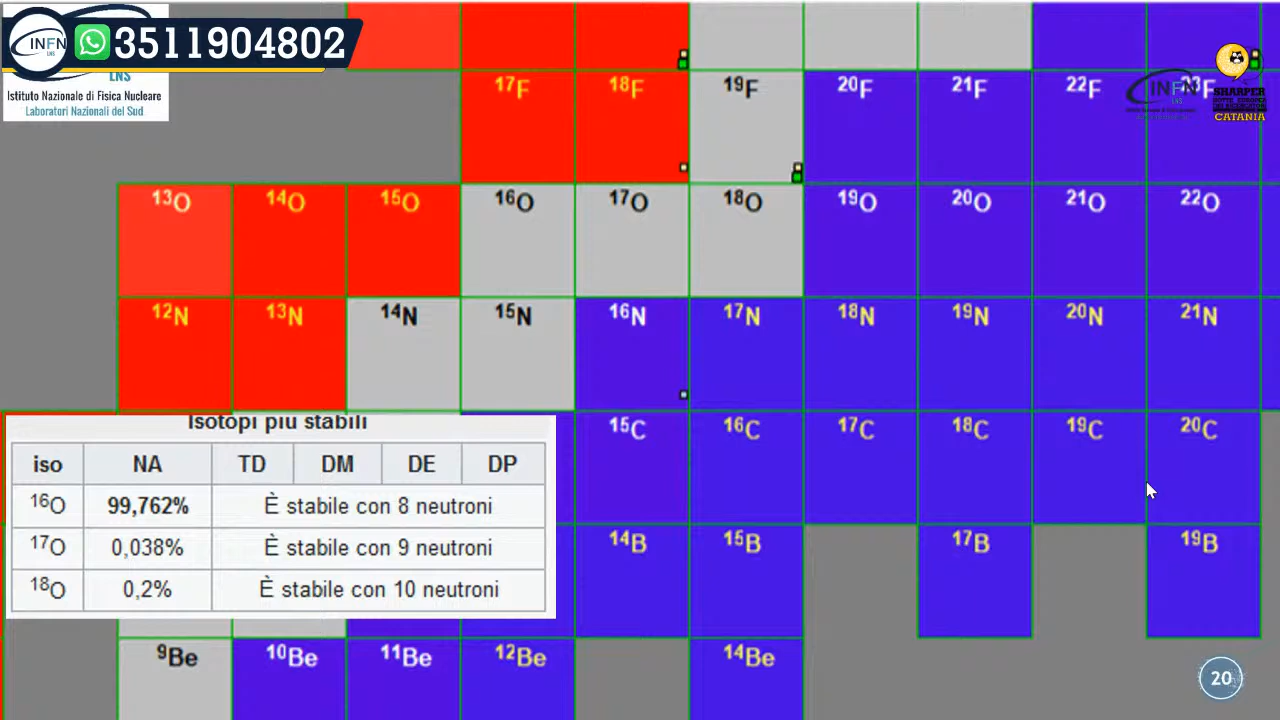 INFN
LNS
3511904802
LNS
Istituto Nazionale di Fisica Nucleare
Laboratori Nazionali del Sud
INFN
LNS
SHARPER
CATANIA
17F 18F 19F 20F 21F 22F 23F
13O 14O 15O 16O 17O 18O 19O 20O 21O 22O
12N 13N 14N 15N 16N 17N 18N 19N 20N 21N
15C 16C 17C 18C 19C 20C
14B 15B 17B 19B
9Be 10Be 11Be 12Be 14Be
Isotopi più stabili
iso NA TD DM DE DP
16O 99,762% È stabile con 8 neutroni
17O 0,038% È stabile con 9 neutroni
18O 0,2% È stabile con 10 neutroni
20